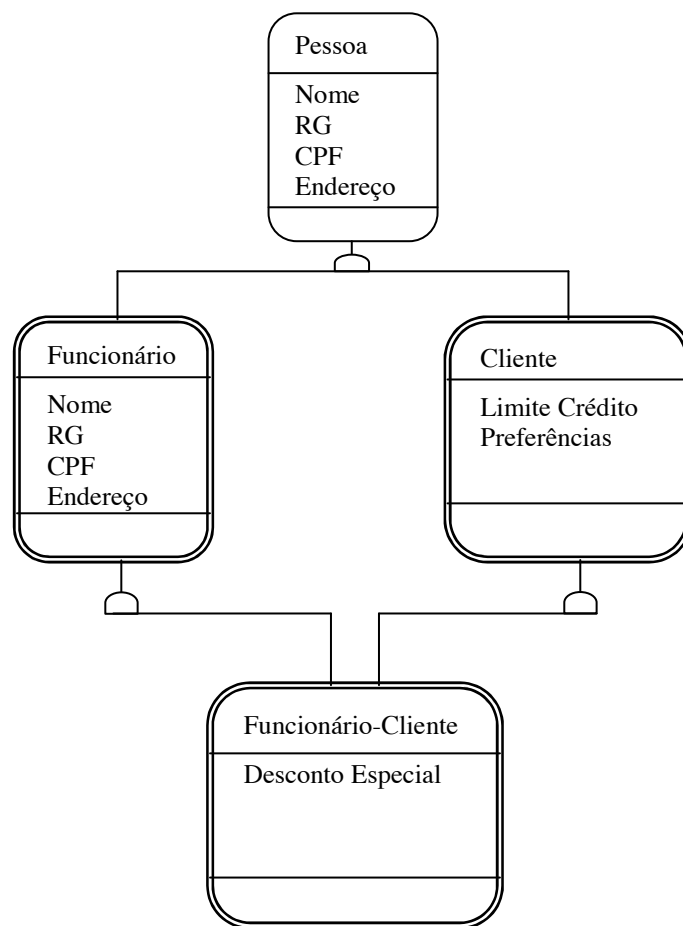 Pessoa
Nome
RG
CPF
Endereço
Funcionário
Nome
RG
CPF
Endereço
Cliente
Limite Crédito
Preferências
Funcionário-Cliente
Desconto Especial